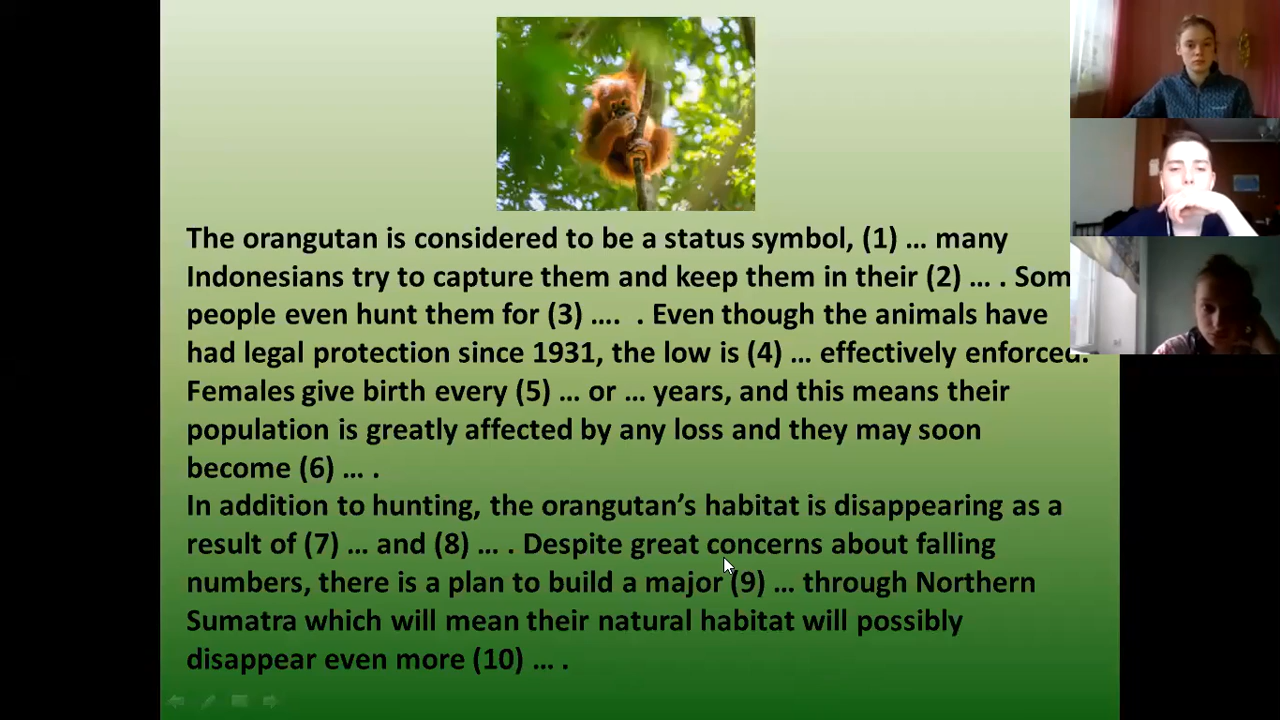 The orangutan is considered to be a status symbol, (1) … many
Indonesians try to capture them and keep them in their (2) … . Som
people even hunt them for (3) …. . Even though the animals have
had legal protection since 1931, the low is (4) … effectively enforced.
Females give birth every (5) … or … years, and this means their
population is greatly affected by any loss and they may soon
become (6) … .
In addition to hunting, the orangutan’s habitat is disappearing as a
result of (7) … and (8) … . Despite great concerns about falling
numbers, there is a plan to build a major (9) … through Northern
Sumatra which will mean their natural habitat will possibly
disappear even more (10) … .